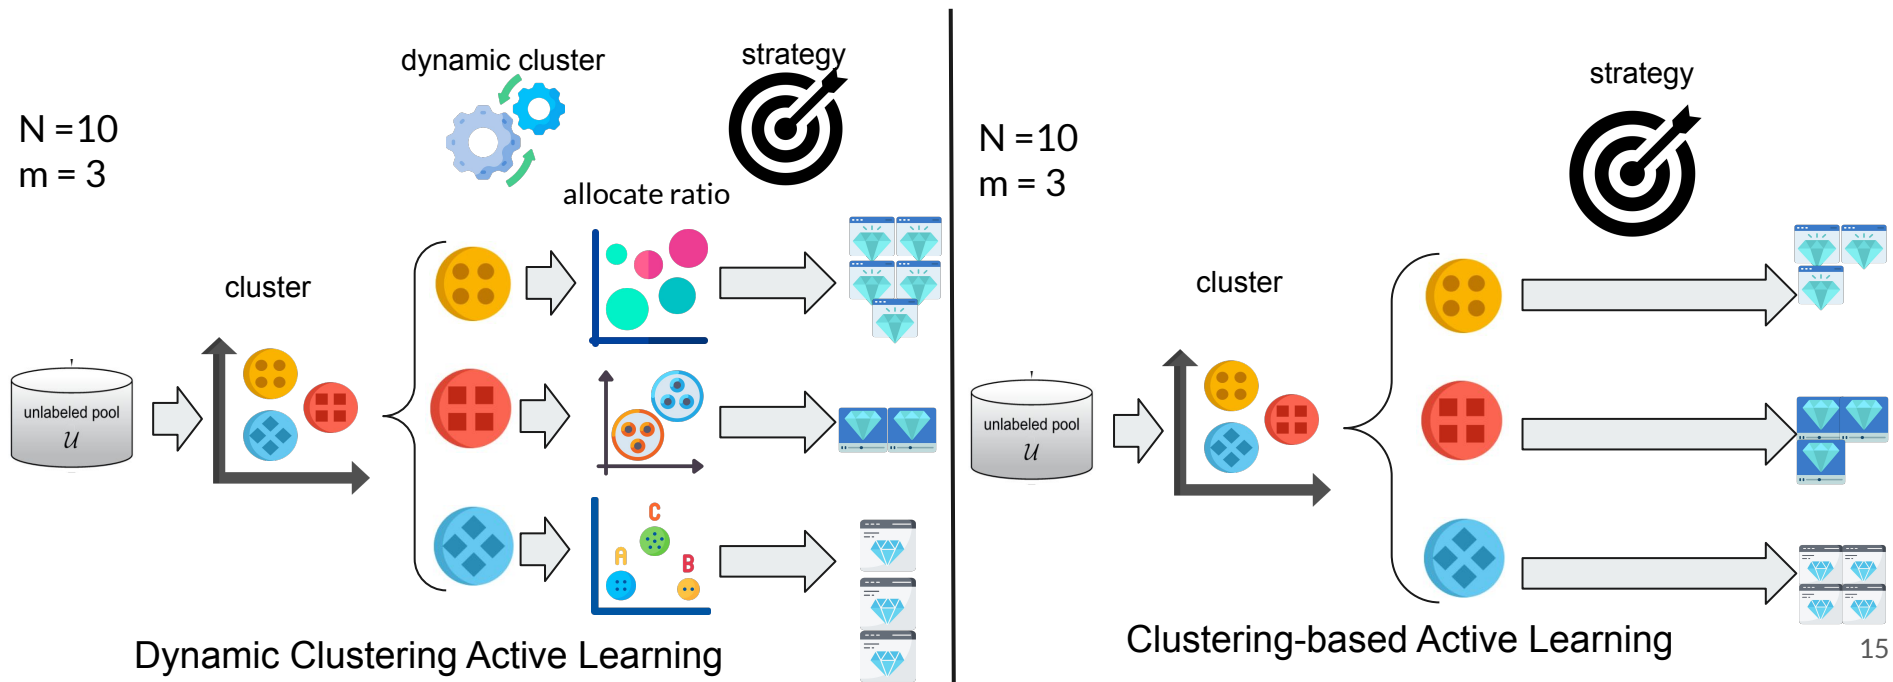 dynamic cluster
strategy
N =10
m = 3
allocate ratio
cluster
unlabeled pool
u
C
A
B
Dynamic Clustering Active Learning
strategy
N =10
m = 3
cluster
unlabeled pool
u
Clustering-based Active Learning
15